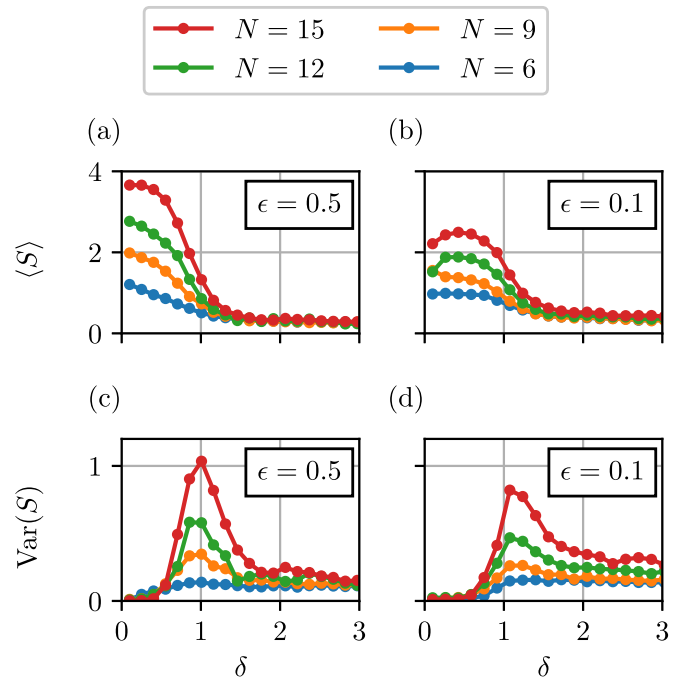 N = 15 N = 9
N = 12 N = 6
(a) (b)
4
2
0
⟨S⟩
ϵ = 0.5 ϵ = 0.1
(c) (d)
1
0
Var(S)
ϵ = 0.5 ϵ = 0.1
0 1 2 3 0 1 2 3
δ δ